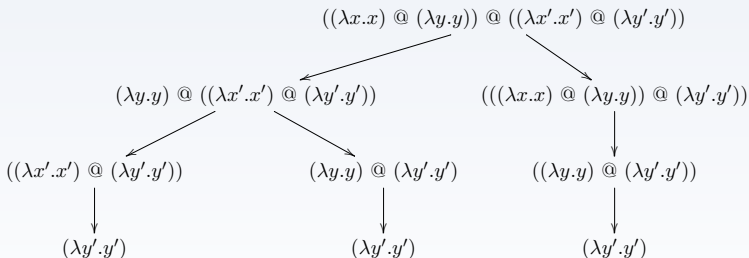 ((λx.x) @ (λy.y)) @ ((λx′.x′) @ (λy′.y′))
(λy.y) @ ((λx′.x′) @ (λy′.y′)) (((λx.x) @ (λy.y)) @ (λy′.y′))
((λx′.x′) @ (λy′.y′)) (λy.y) @ (λy′.y′) ((λy.y) @ (λy′.y′))
(λy′.y′) (λy′.y′) (λy′.y′)